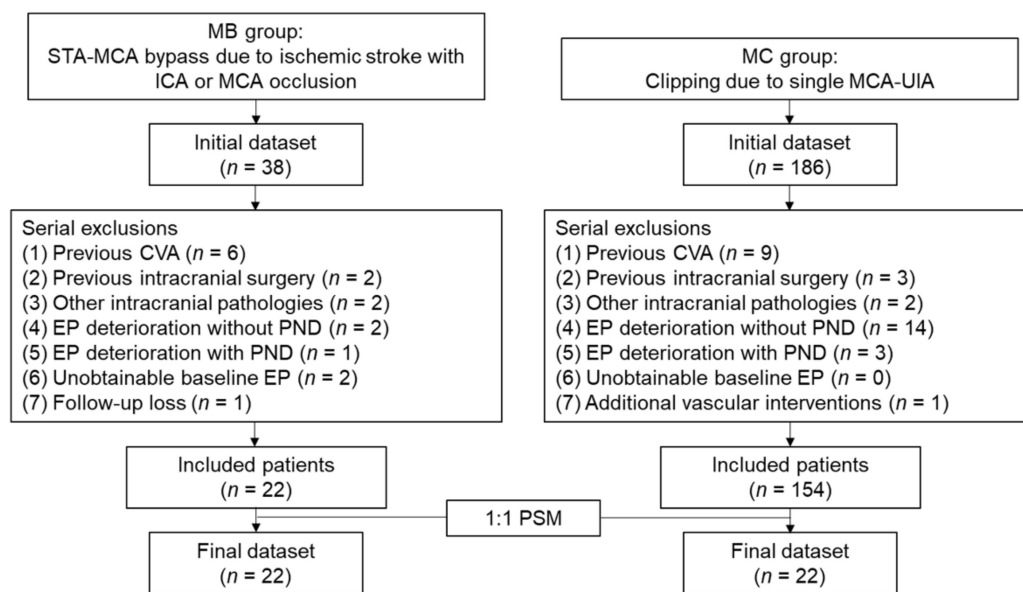 MB group:
STA-MCA bypass due to ischemic stroke with
ICA or MCA occlusion
Initial dataset
(n = 38)
Serial exclusions
(1) Previous CVA (n = 6)
(2) Previous intracranial surgery (n = 2)
(3) Other intracranial pathologies (n = 2)
(4) EP deterioration without PND (n = 2)
(5) EP deterioration with PND (n = 1)
(6) Unobtainable baseline EP (n = 2)
(7) Follow-up loss (n = 1)
Included patients
(n = 22)
Final dataset
(n = 22)
MC group:
Clipping due to single MCA-UIA
Initial dataset
(n = 186)
Serial exclusions
(1) Previous CVA (n = 9)
(2) Previous intracranial surgery (n = 3)
(3) Other intracranial pathologies (n = 2)
(4) EP deterioration without PND (n = 14)
(5) EP deterioration with PND (n = 3)
(6) Unobtainable baseline EP (n = 0)
(7) Additional vascular interventions (n = 1)
Included patients
(n = 154)
1:1 PSM
Final dataset
(n = 22)